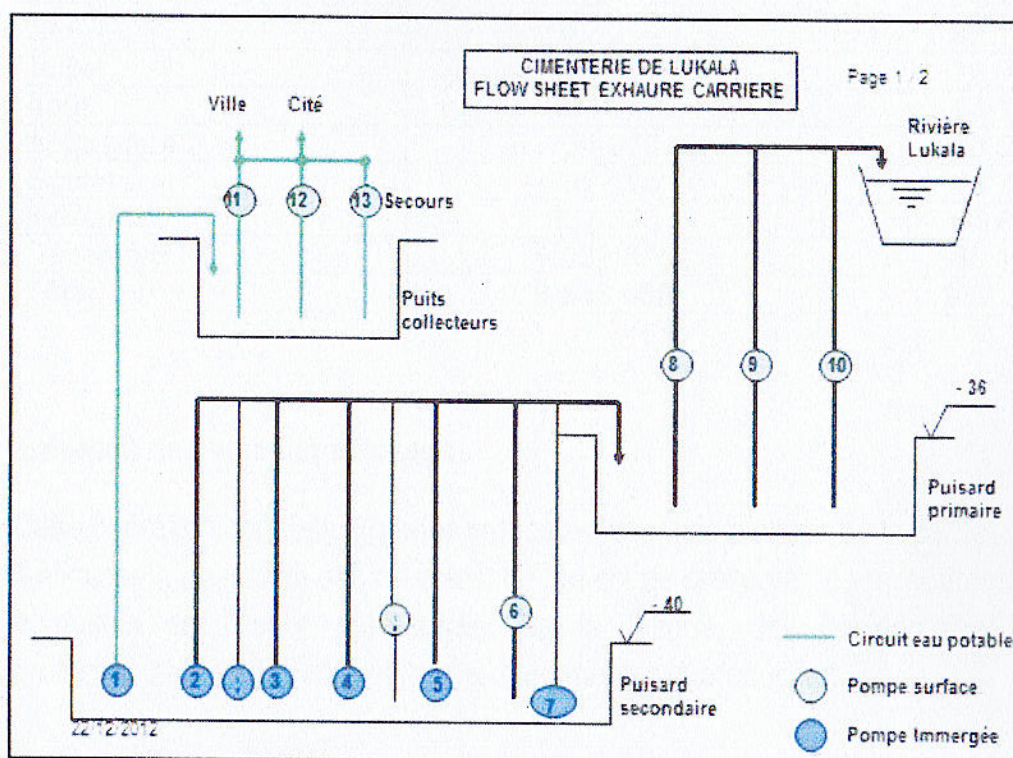 CIMENTERIE DE LUKALA
FLOW SHEET EXHAURE CARRIERE
Page 1 / 2
Ville Cité
Rivière
Lukala
11 12 13 Secours
Puits
collecteurs
8 9 10
- 36
Puisard
primaire
6
- 40
1 2 3 4 5 7
Puisard
secondaire
22/12/2012
Circuit eau potable
Pompe surface
Pompe Immergée